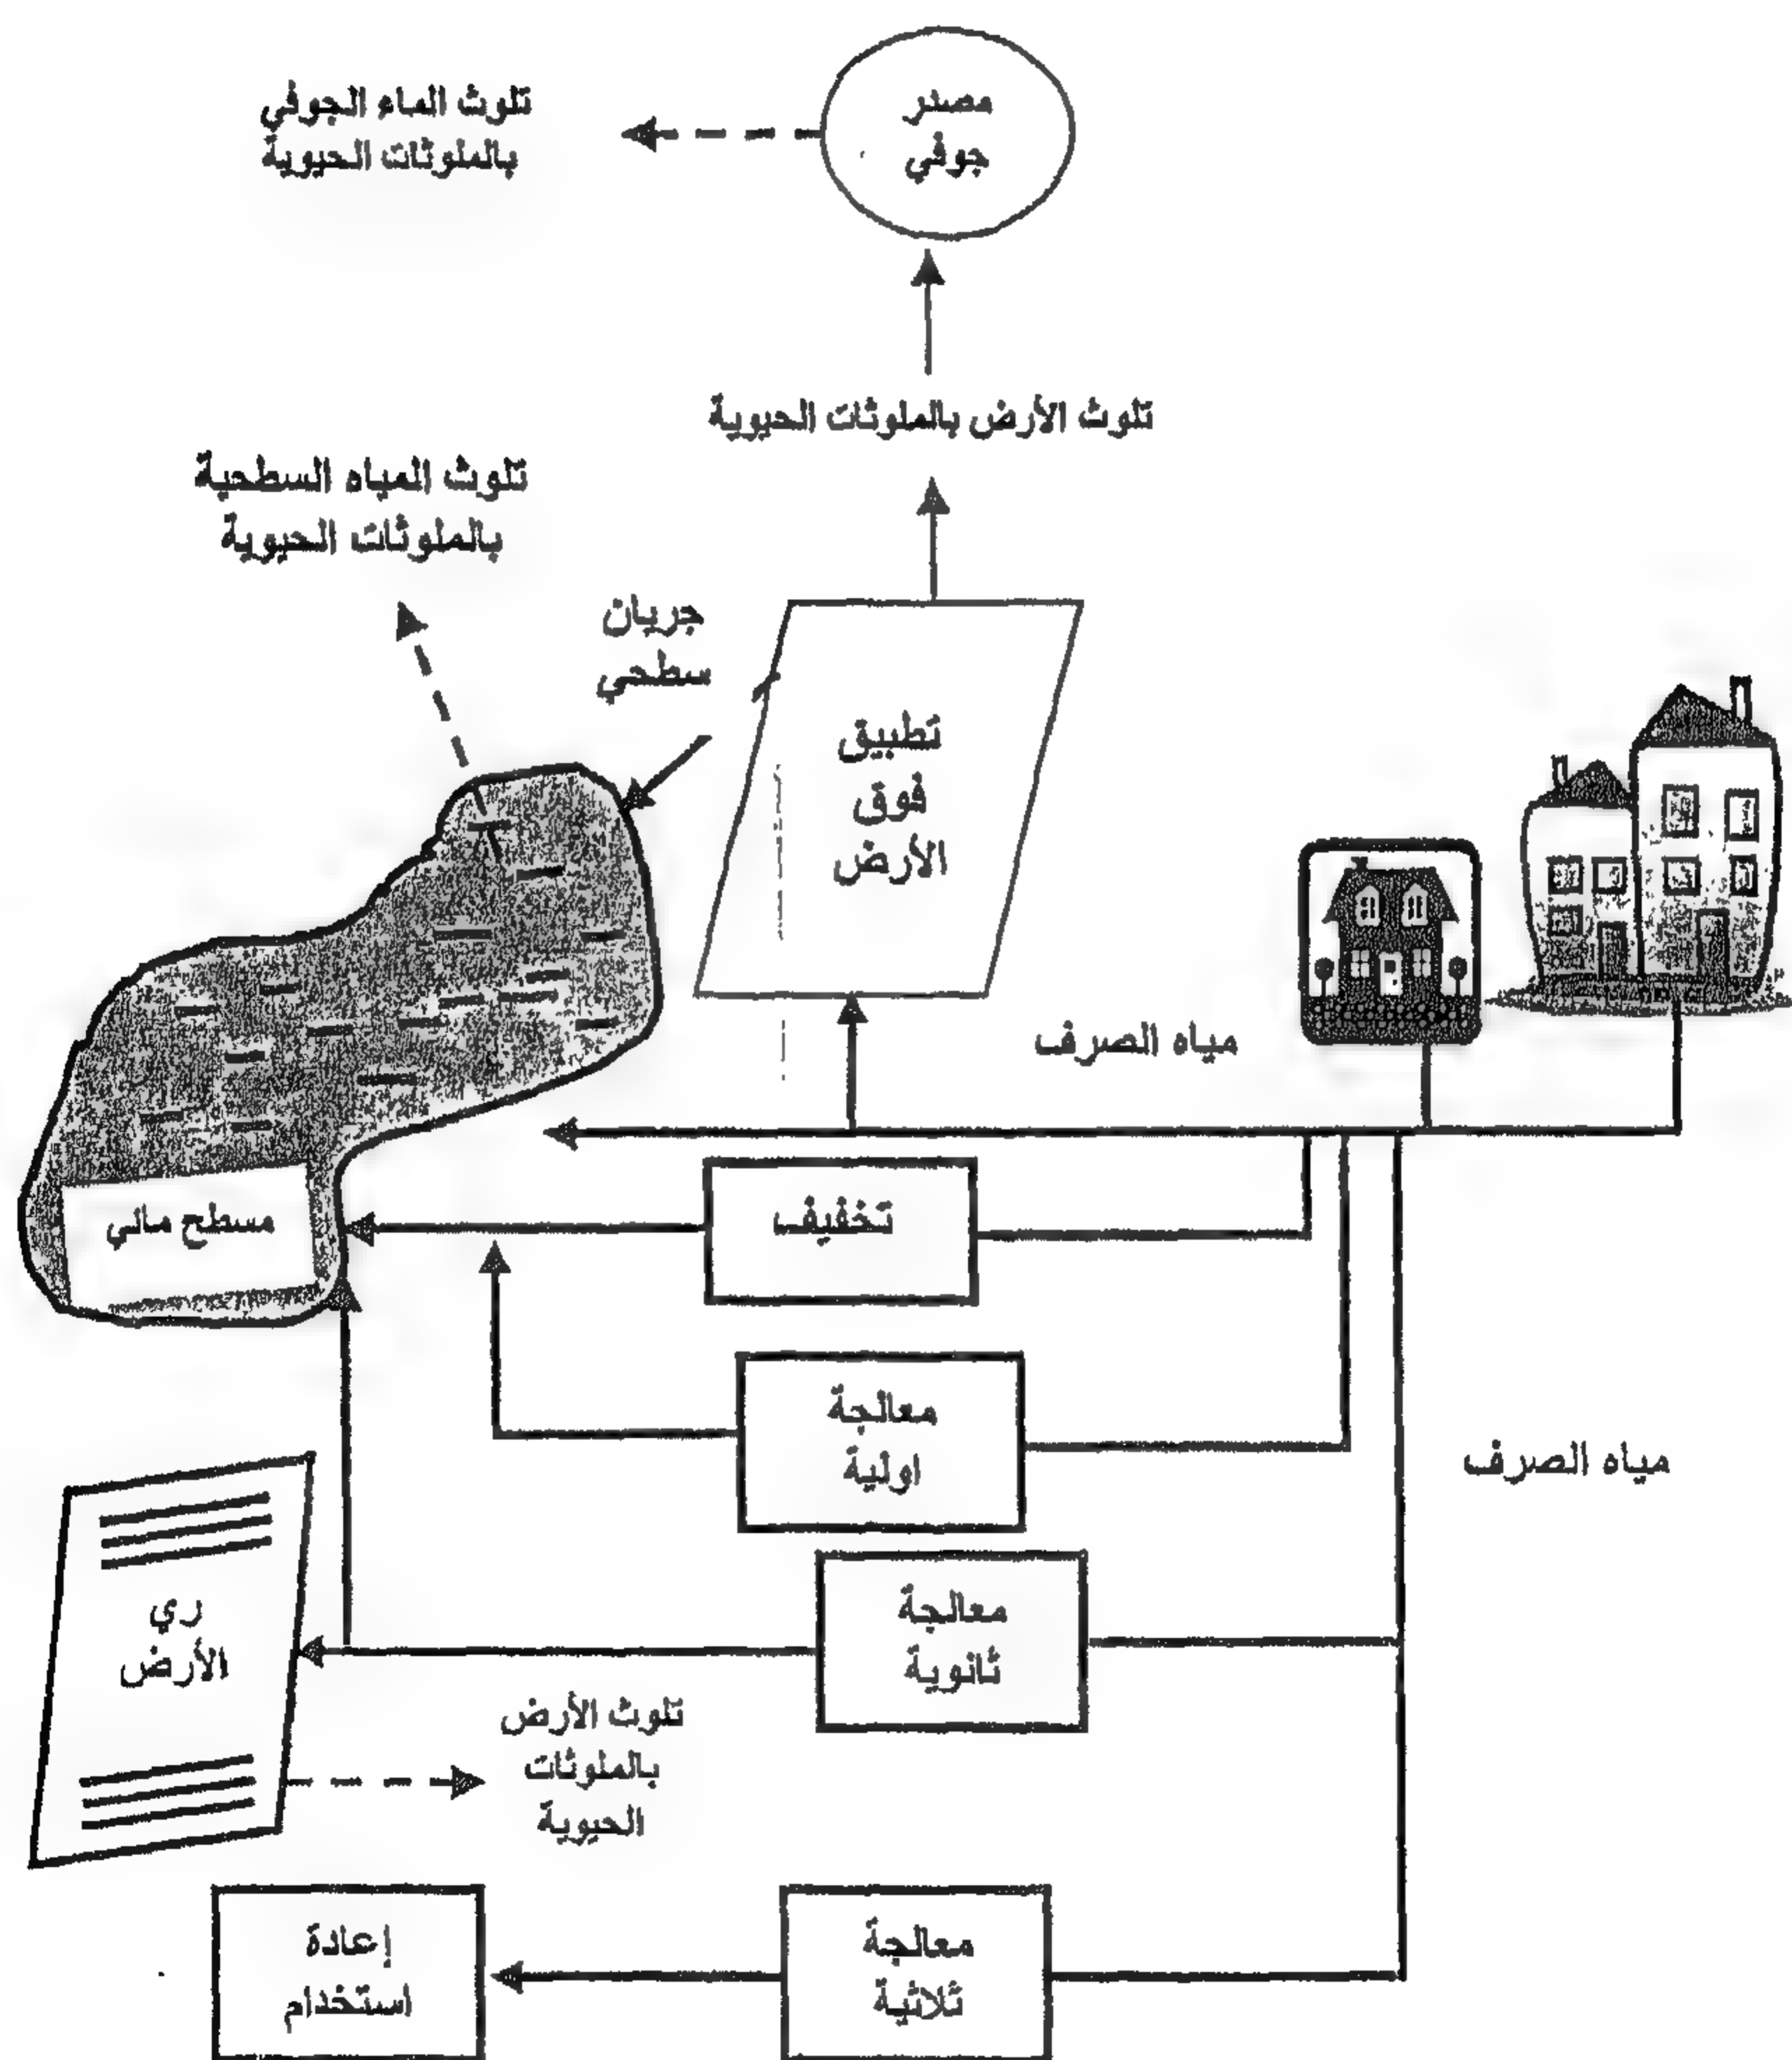 مصدر
جوفي
تلوث الماء الجوفي
بالملوثات الحيوية
تلوث الأرض بالملوثات الحيوية
تلوث المياه السطحية
بالملوثات الحيوية
جريان
سطحي
تطبيق
فوق
الأرض
مياه الصرف
تخفيف
مسطح مائي
معالجة
اولية
مياه الصرف
معالجة
ثانوية
ري
الأرض
تلوث الأرض
بالملوثات
الحيوية
معالجة
ثلاثية
إعادة
استخدام